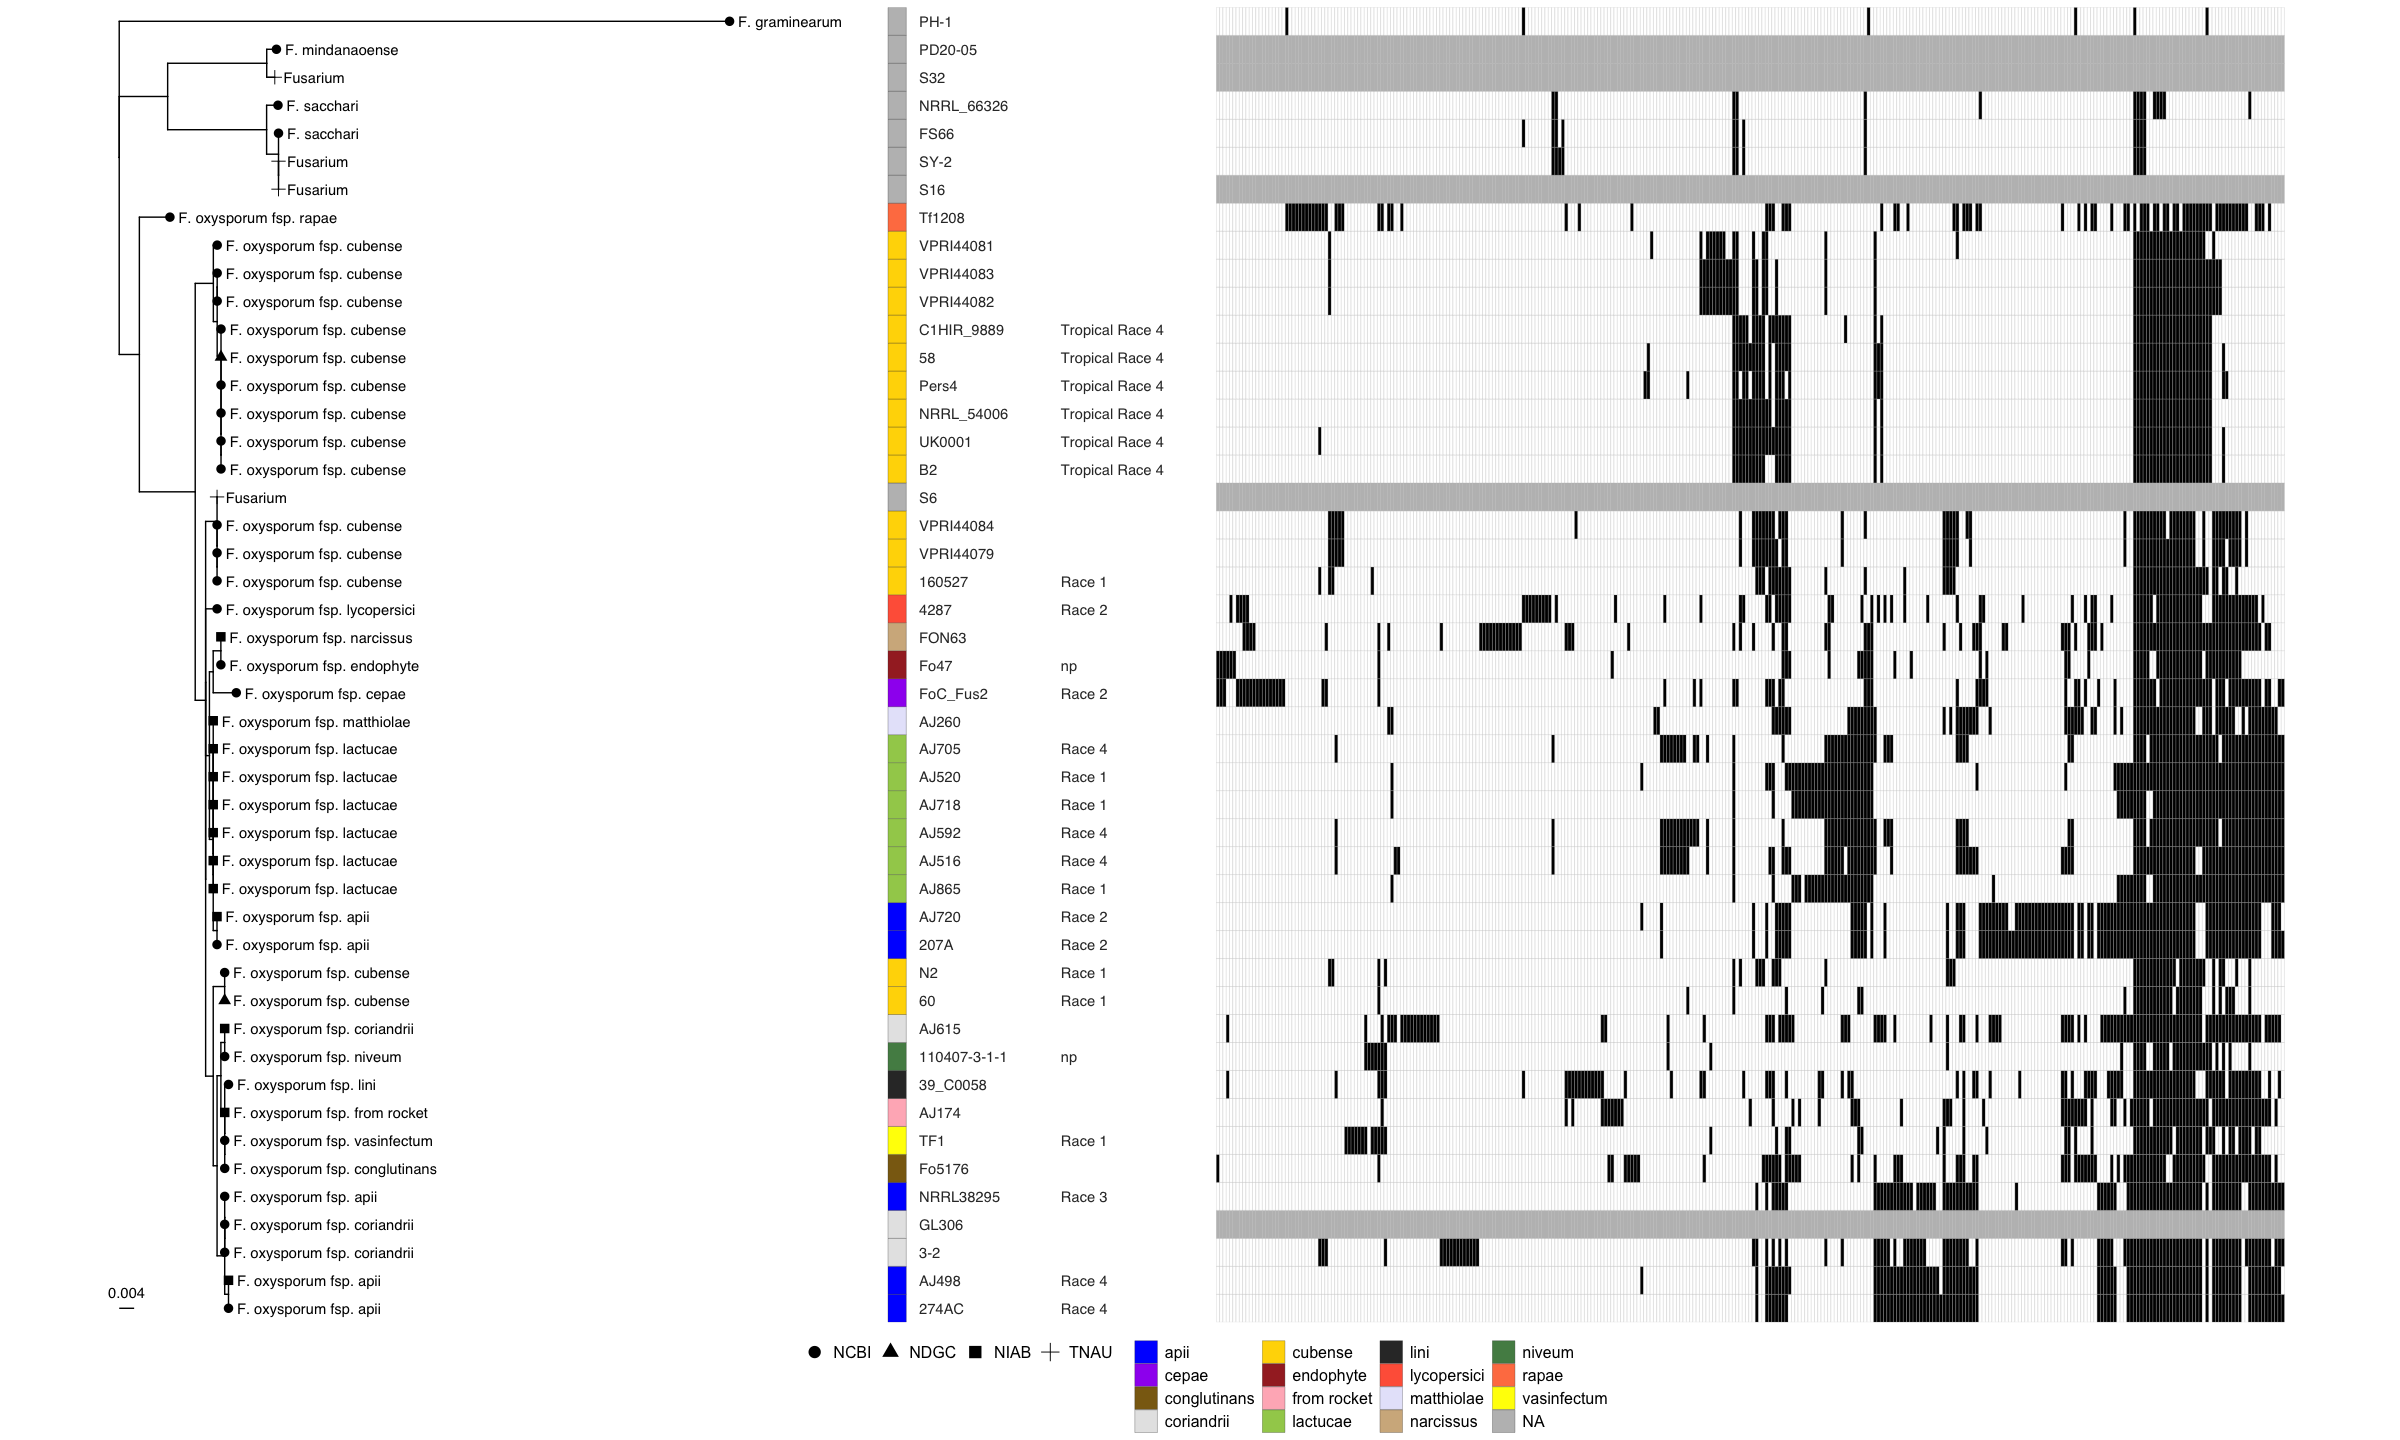 F. graminearum PH-1
F. mindanaoense PD20-05
Fusarium S32
F. sacchari NRRL_66326
F. sacchari FS66
Fusarium SY-2
Fusarium S16
F. oxysporum fsp. rapae Tf1208
F. oxysporum fsp. cubense VPRI44081
F. oxysporum fsp. cubense VPRI44083
F. oxysporum fsp. cubense VPRI44082
F. oxysporum fsp. cubense C1HIR_9889 Tropical Race 4
F. oxysporum fsp. cubense 58 Tropical Race 4
F. oxysporum fsp. cubense Pers4 Tropical Race 4
F. oxysporum fsp. cubense NRRL_54006 Tropical Race 4
F. oxysporum fsp. cubense UK0001 Tropical Race 4
F. oxysporum fsp. cubense B2 Tropical Race 4
Fusarium S6
F. oxysporum fsp. cubense VPRI44084
F. oxysporum fsp. cubense VPRI44079
F. oxysporum fsp. cubense 160527 Race 1
F. oxysporum fsp. lycopersici 4287 Race 2
F. oxysporum fsp. narcissus FON63
F. oxysporum fsp. endophyte Fo47 np
F. oxysporum fsp. cepae FoC_Fus2 Race 2
F. oxysporum fsp. matthiolae AJ260
F. oxysporum fsp. lactucae AJ705 Race 4
F. oxysporum fsp. lactucae AJ520 Race 1
F. oxysporum fsp. lactucae AJ718 Race 1
F. oxysporum fsp. lactucae AJ592 Race 4
F. oxysporum fsp. lactucae AJ516 Race 4
F. oxysporum fsp. lactucae AJ865 Race 1
F. oxysporum fsp. apii AJ720 Race 2
F. oxysporum fsp. apii 207A Race 2
F. oxysporum fsp. cubense N2 Race 1
F. oxysporum fsp. cubense 60 Race 1
F. oxysporum fsp. coriandrii AJ615
F. oxysporum fsp. niveum 110407-3-1-1 np
F. oxysporum fsp. lini 39_C0058
F. oxysporum fsp. from rocket AJ174
F. oxysporum fsp. vasinfectum TF1 Race 1
F. oxysporum fsp. conglutinans Fo5176
F. oxysporum fsp. apii NRRL38295 Race 3
F. oxysporum fsp. coriandrii GL306
F. oxysporum fsp. coriandrii 3-2
F. oxysporum fsp. apii AJ498 Race 4
F. oxysporum fsp. apii 274AC Race 4
0.004
NCBI NDGC NIAB TNAU
apii cubense lini niveum
cepae endophyte lycopersici rapae
conglutinans from rocket matthiolae vasinfectum
coriandrii lactucae narcissus NA